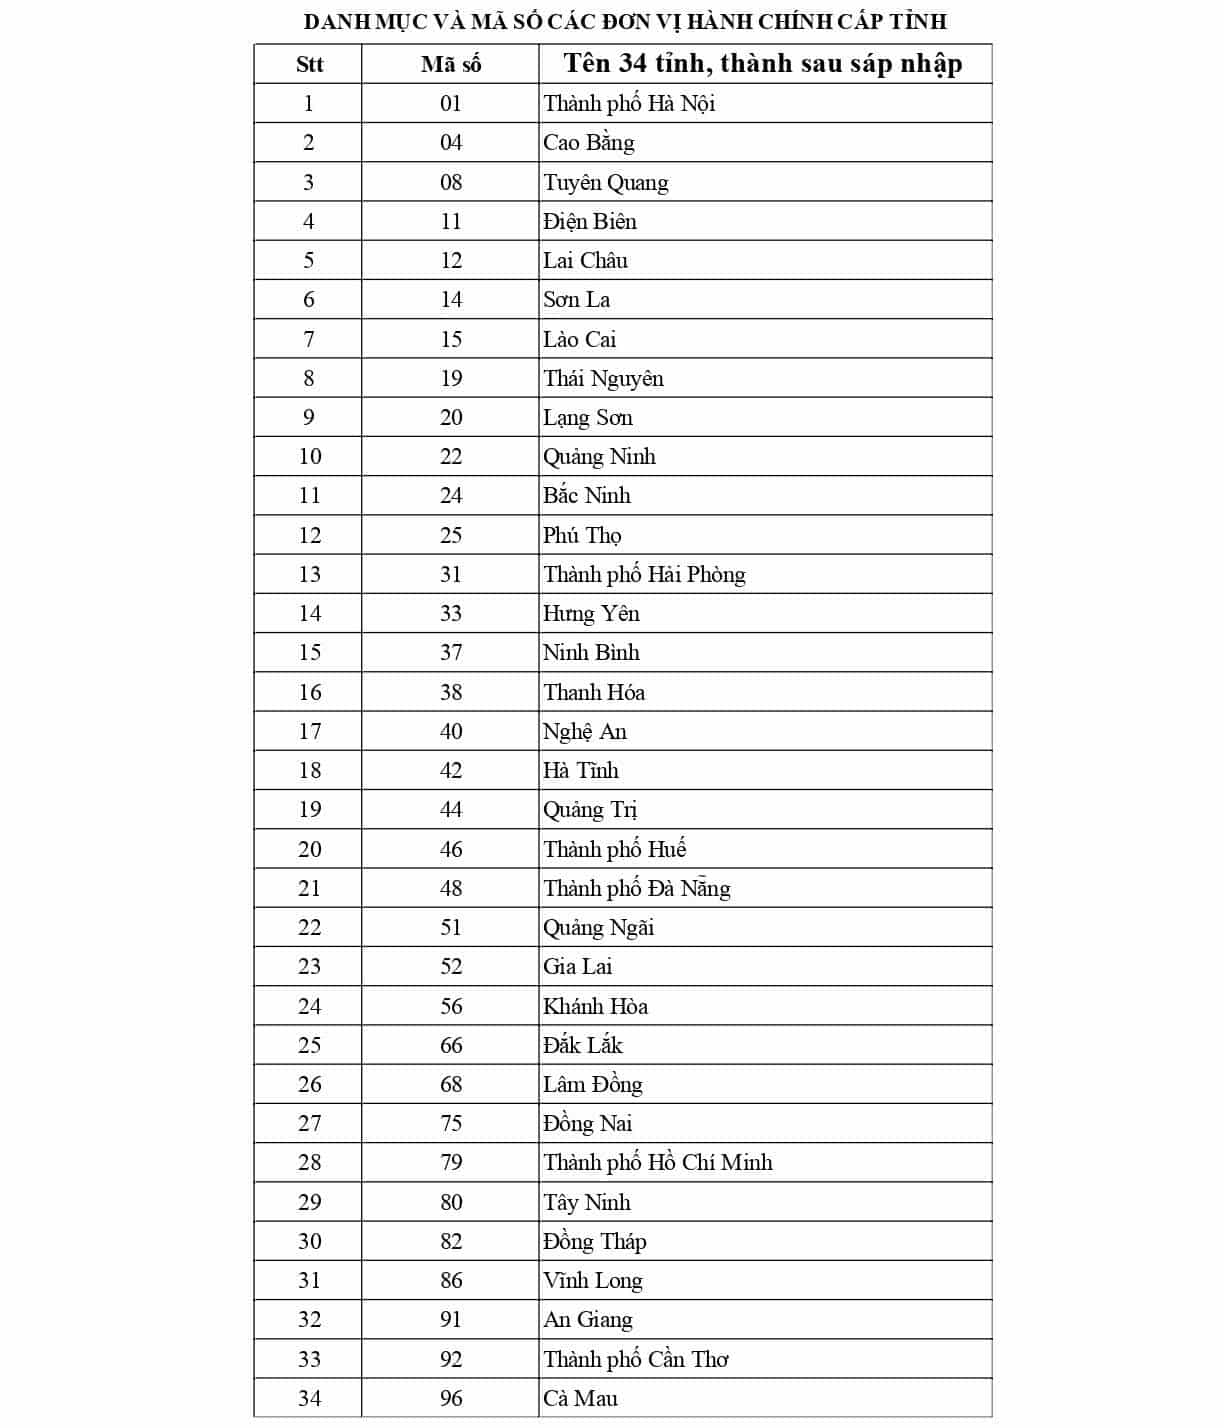 DANH MỤC VÀ MÃ SỐ CÁC ĐƠN VỊ HÀNH CHÍNH CẤP TỈNH
Stt Mã số Tên 34 tỉnh, thành sau sáp nhập
1 01 Thành phố Hà Nội
2 04 Cao Bằng
3 08 Tuyên Quang
4 11 Điện Biên
5 12 Lai Châu
6 14 Sơn La
7 15 Lào Cai
8 19 Thái Nguyên
9 20 Lạng Sơn
10 22 Quảng Ninh
11 24 Bắc Ninh
12 25 Phú Thọ
13 31 Thành phố Hải Phòng
14 33 Hưng Yên
15 37 Ninh Bình
16 38 Thanh Hóa
17 40 Nghệ An
18 42 Hà Tĩnh
19 44 Quảng Trị
20 46 Thành phố Huế
21 48 Thành phố Đà Nẵng
22 51 Quảng Ngãi
23 52 Gia Lai
24 56 Khánh Hòa
25 66 Đắk Lắk
26 68 Lâm Đồng
27 75 Đồng Nai
28 79 Thành phố Hồ Chí Minh
29 80 Tây Ninh
30 82 Đồng Tháp
31 86 Vĩnh Long
32 91 An Giang
33 92 Thành phố Cần Thơ
34 96 Cà Mau